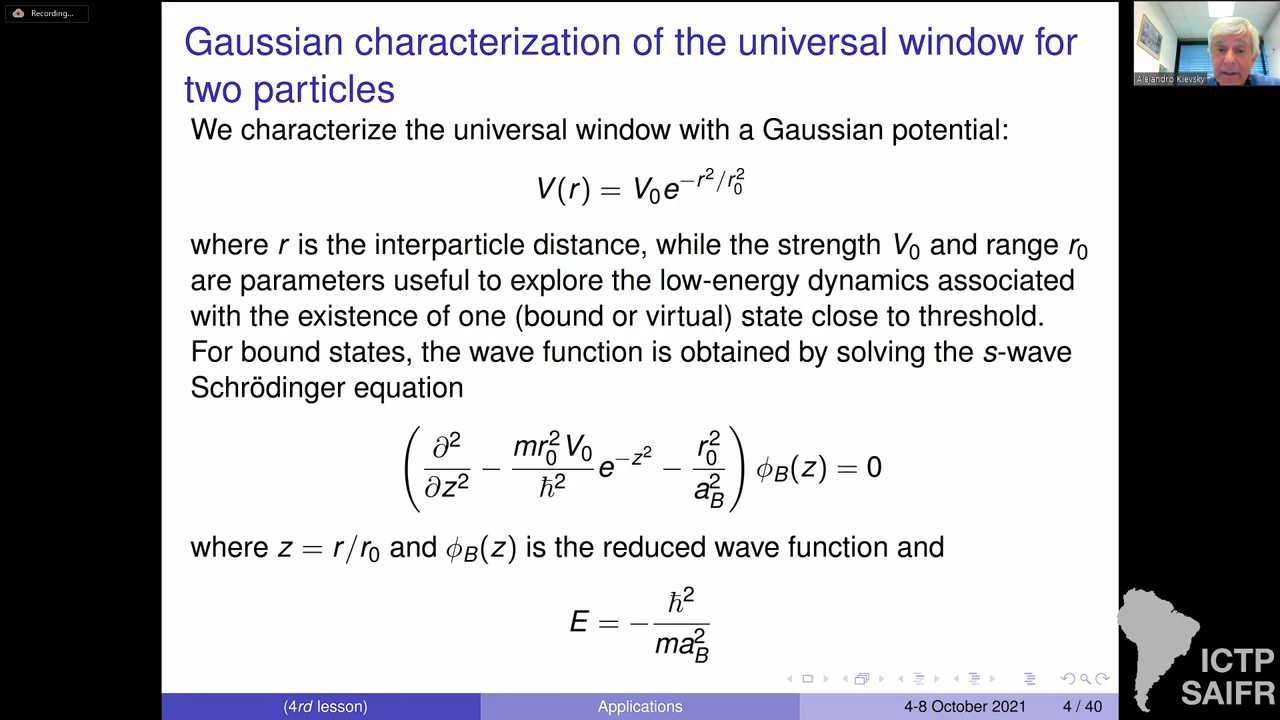 Recording...
Gaussian characterization of the universal window for
two particles
We characterize the universal window with a Gaussian potential:
V(r) = V₀e^{−r²/r₀²}
where r is the interparticle distance, while the strength V₀ and range r₀
are parameters useful to explore the low-energy dynamics associated
with the existence of one (bound or virtual) state close to threshold.
For bound states, the wave function is obtained by solving the s-wave
Schrödinger equation
(∂²/∂z² − mr₀²V₀/ℏ² e^{−z²} − r₀²/a_B²) ϕ_B(z) = 0
where z = r/r₀ and ϕ_B(z) is the reduced wave function and
E = −ℏ²/ma_B²
(4rd lesson) Applications 4-8 October 2021 4 / 40
Alejandro Kievsky
ICTP
SAIFR